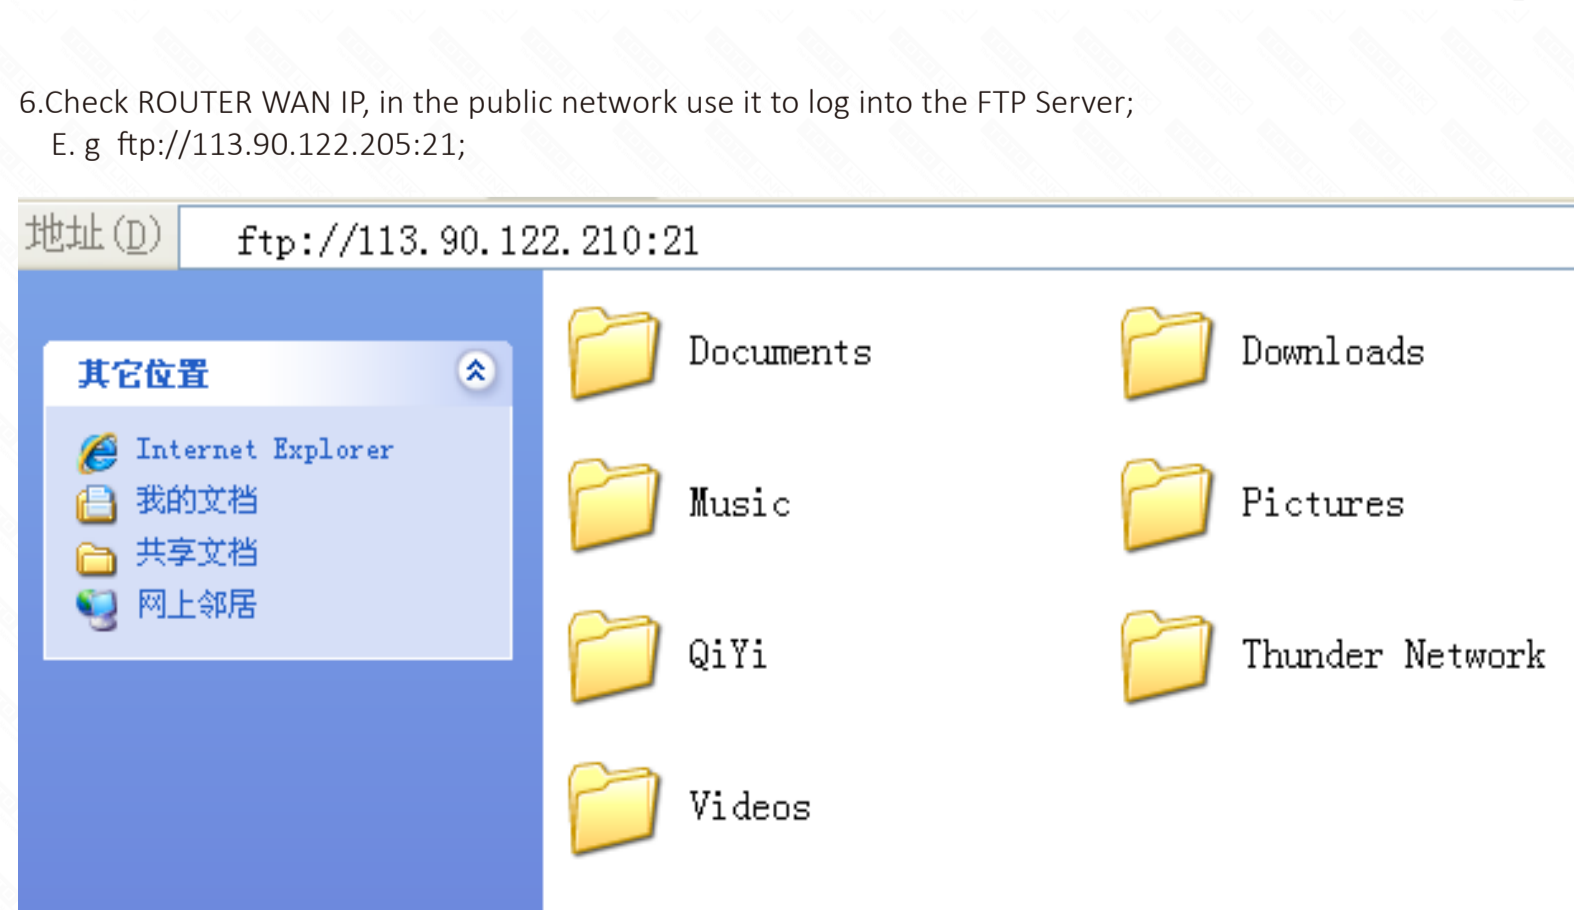 6.Check ROUTER WAN IP, in the public network use it to log into the FTP Server;
E. g ftp://113.90.122.205:21;
地址(D) ftp://113.90.122.210:21
其它位置
Internet Explorer
我的文档
共享文档
网上邻居
Documents
Downloads
Music
Pictures
QiYi
Thunder Network
Videos